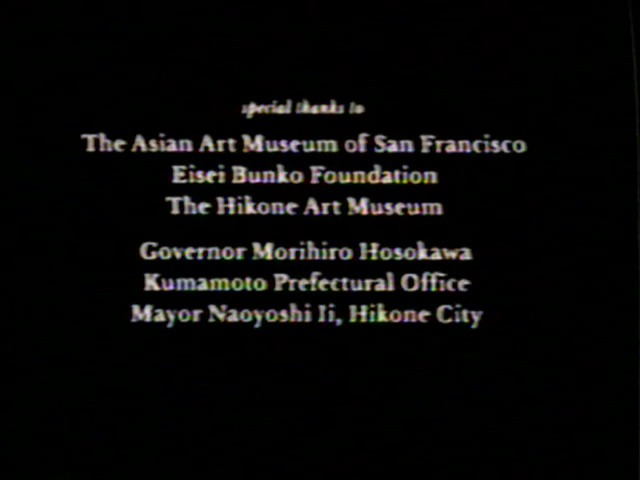 special thanks to
The Asian Art Museum of San Francisco
Eisei Bunko Foundation
The Hikone Art Museum
Governor Morihiro Hosokawa
Kumamoto Prefectural Office
Mayor Naoyoshi Ii, Hikone City